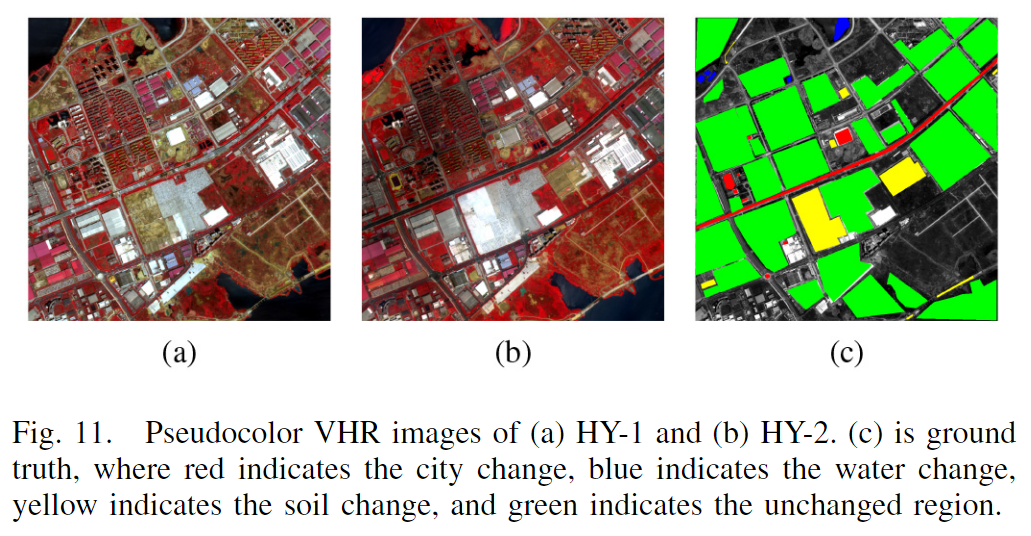 (a)
(b)
(c)
Fig. 11. Pseudocolor VHR images of (a) HY-1 and (b) HY-2. (c) is ground
truth, where red indicates the city change, blue indicates the water change,
yellow indicates the soil change, and green indicates the unchanged region.